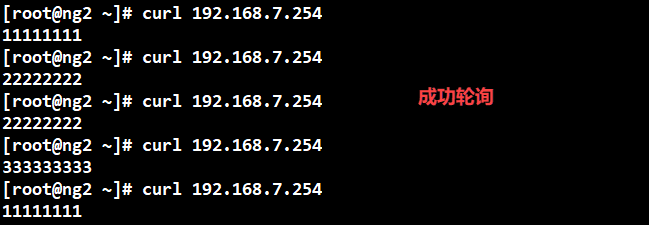 [root@ng2 ~]# curl 192.168.7.254
11111111
[root@ng2 ~]# curl 192.168.7.254
22222222
[root@ng2 ~]# curl 192.168.7.254
成功轮询
22222222
[root@ng2 ~]# curl 192.168.7.254
333333333
[root@ng2 ~]# curl 192.168.7.254
11111111